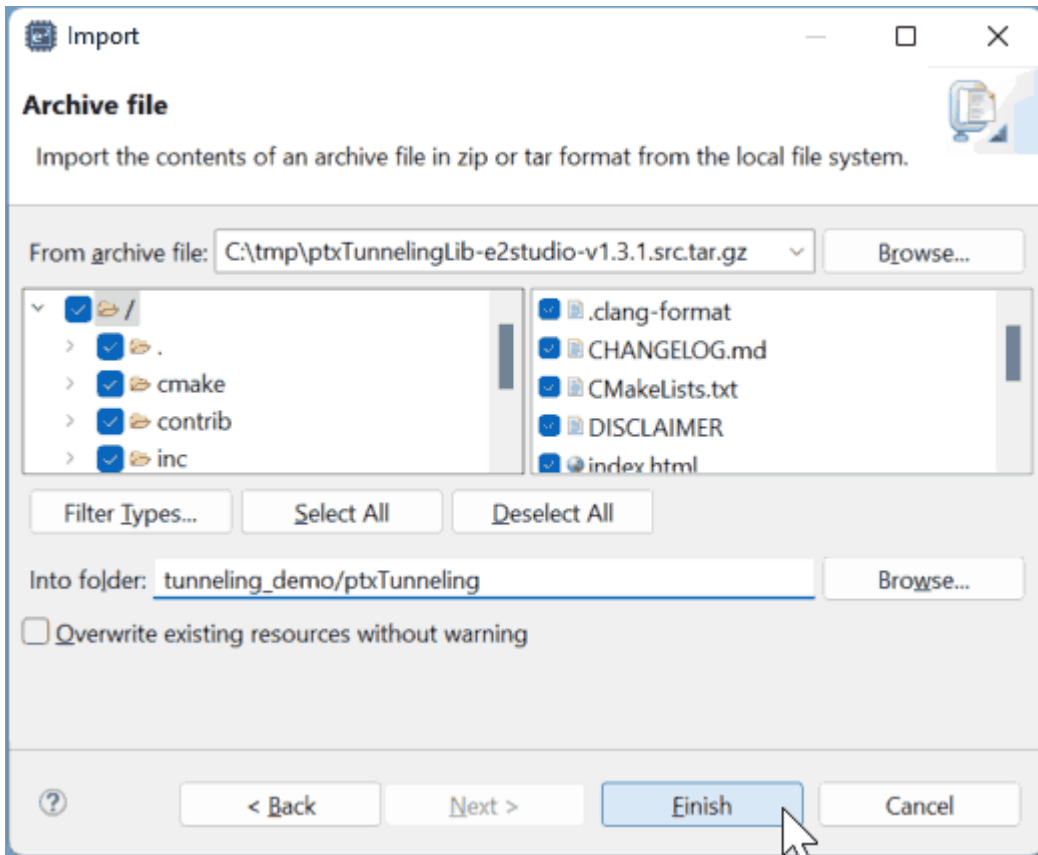 Import
Archive file
Import the contents of an archive file in zip or tar format from the local file system.
From archive file: C:\tmp\ptxTunnelingLib-e2studio-v1.3.1.src.tar.gz Browse...
/
.
cmake
contrib
inc
.clang-format
CHANGELOG.md
CMakeLists.txt
DISCLAIMER
index.html
Filter Types... Select All Deselect All
Into folder: tunneling_demo/ptxTunneling Browse...
Overwrite existing resources without warning
? < Back Next > Finish Cancel